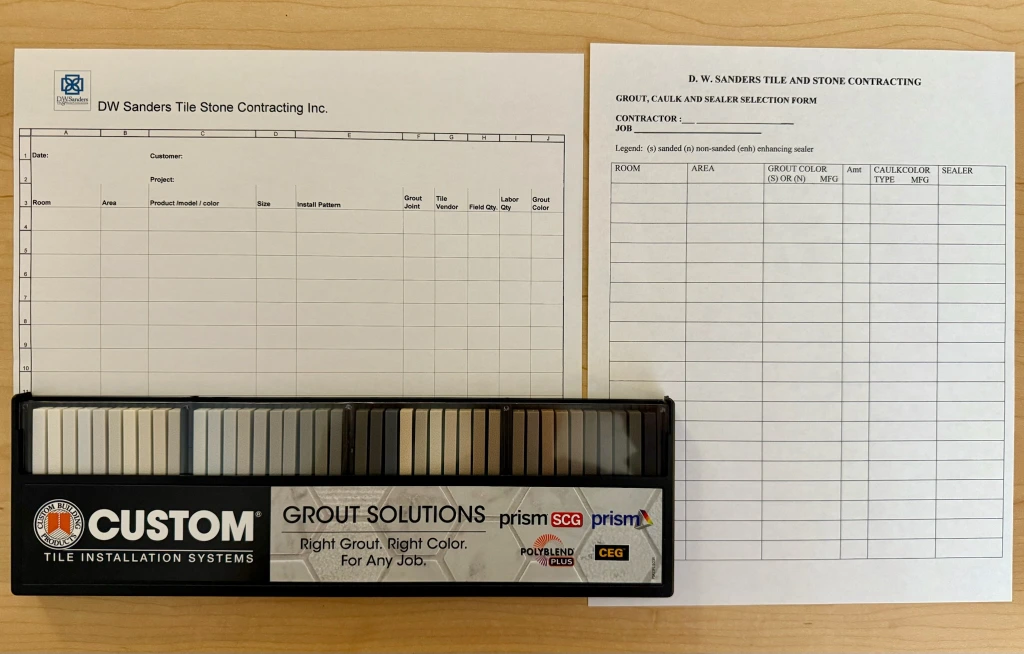 DW Sanders
DW Sanders Tile Stone Contracting Inc.
A B C D E F G H I J
1 Date: Customer:
2 Project:
3 Room Area Product /model / color Size Install Pattern Grout Joint Tile Vendor Field Qty. Labor Qty Grout Color
4
5
6
7
8
9
10
11
D. W. SANDERS TILE AND STONE CONTRACTING
GROUT, CAULK AND SEALER SELECTION FORM
CONTRACTOR :__ ____________________
JOB__________________________
Legend: (s) sanded (n) non-sanded (enh) enhancing sealer
ROOM AREA GROUT COLOR Amt CAULKCOLOR SEALER
(S) OR (N) MFG TYPE MFG
CUSTOM BUILDING PRODUCTS
CUSTOM®
TILE INSTALLATION SYSTEMS
GROUT SOLUTIONS
Right Grout. Right Color.
For Any Job.
prism SCG prism
POLYBLEND PLUS CEG